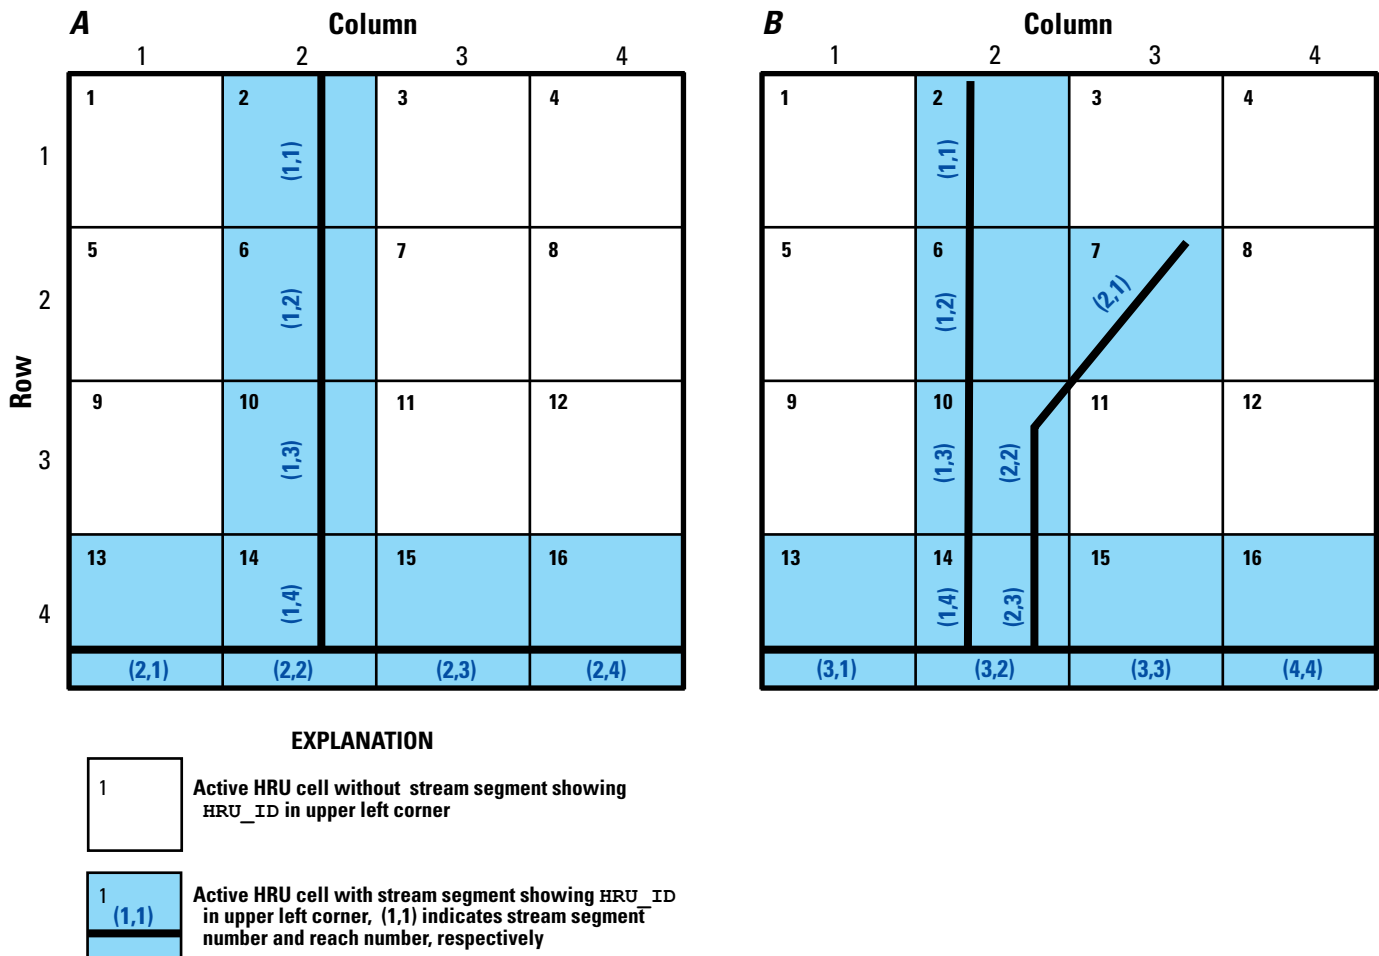 A Column
1 2 3 4
Row
1
1 2 3 4
(1,1)
2
5 6 7 8
(1,2)
3
9 10 11 12
(1,3)
4
13 14 15 16
(1,4)
(2,1) (2,2) (2,3) (2,4)
B Column
1 2 3 4
1 2 3 4
(1,1)
5 6 7 8
(1,2) (2,1)
9 10 11 12
(1,3) (2,2)
13 14 15 16
(1,4) (2,3)
(3,1) (3,2) (3,3) (4,4)
EXPLANATION
1
Active HRU cell without stream segment showing
HRU_ID in upper left corner
1
(1,1)
Active HRU cell with stream segment showing HRU_ID
in upper left corner, (1,1) indicates stream segment
number and reach number, respectively